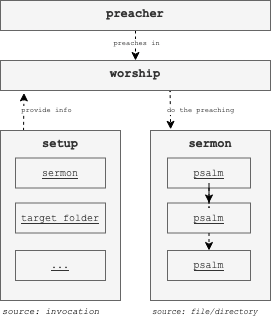 preacher
preaches in
worship
provide info
do the preaching
setup
sermon
target folder
...
source: invocation
sermon
psalm
psalm
psalm
source: file/directory